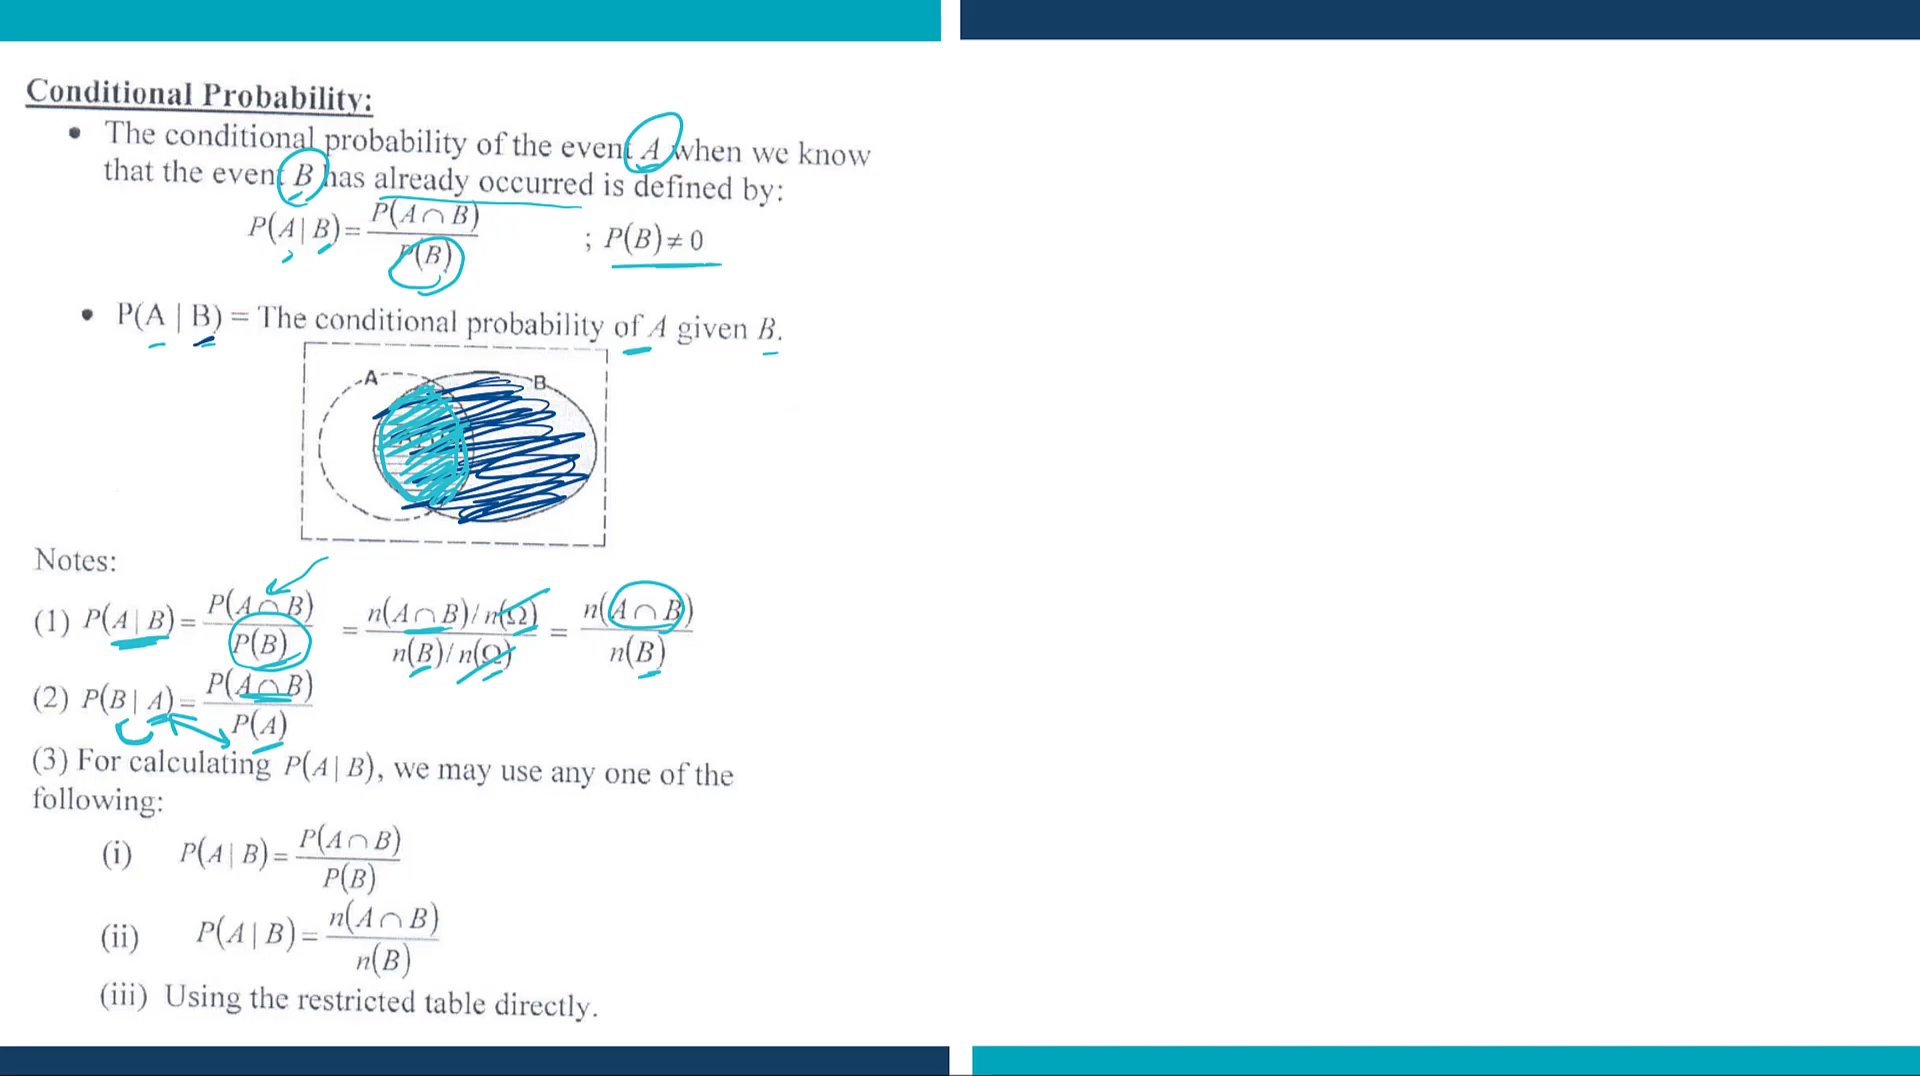 Conditional Probability:
• The conditional probability of the event A when we know
that the event B has already occurred is defined by:
P(A | B) = P(A ∩ B) / P(B) ; P(B) ≠ 0
• P(A | B) = The conditional probability of A given B.
A B
Notes:
(1) P(A | B) = P(A ∩ B) / P(B) = n(A ∩ B)/ n(Ω) / n(B)/ n(Ω) = n(A ∩ B) / n(B)
(2) P(B | A) = P(A ∩ B) / P(A)
(3) For calculating P(A | B), we may use any one of the
following:
(i) P(A | B) = P(A ∩ B) / P(B)
(ii) P(A | B) = n(A ∩ B) / n(B)
(iii) Using the restricted table directly.